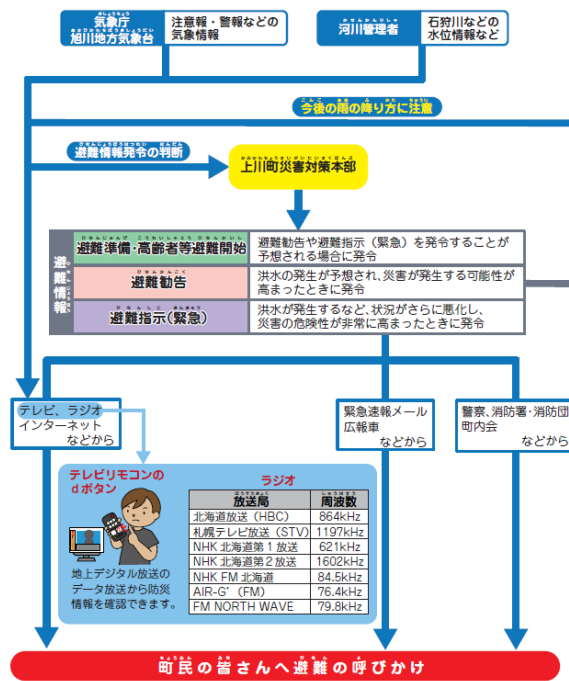 気象庁
旭川地方気象台
注意報・警報などの
気象情報
河川管理者
石狩川などの
水位情報など
今後の雨の降り方に注意
避難情報発令の判断
上川町災害対策本部
避難情報
避難準備・高齢者等避難開始
避難勧告や避難指示（緊急）を発令することが
予想される場合に発令
避難勧告
洪水の発生が予想され、災害が発生する可能性が
高まったときに発令
避難指示（緊急）
洪水が発生するなど、状況がさらに悪化し、
災害の危険性が非常に高まったときに発令
テレビ、ラジオ
インターネット
などから
緊急速報メール
広報車
などから
警察、消防署・消防団
町内会
などから
テレビリモコンの
dボタン
地上デジタル放送の
データ放送から防災
情報を確認できます。
ラジオ
放送局 周波数
北海道放送（HBC） 864kHz
札幌テレビ放送（STV） 1197kHz
NHK 北海道第１放送 621kHz
NHK 北海道第２放送 1602kHz
NHK FM 北海道 84.5kHz
AIR-G'（FM） 76.4kHz
FM NORTH WAVE 79.8kHz
町民の皆さんへ避難の呼びかけ